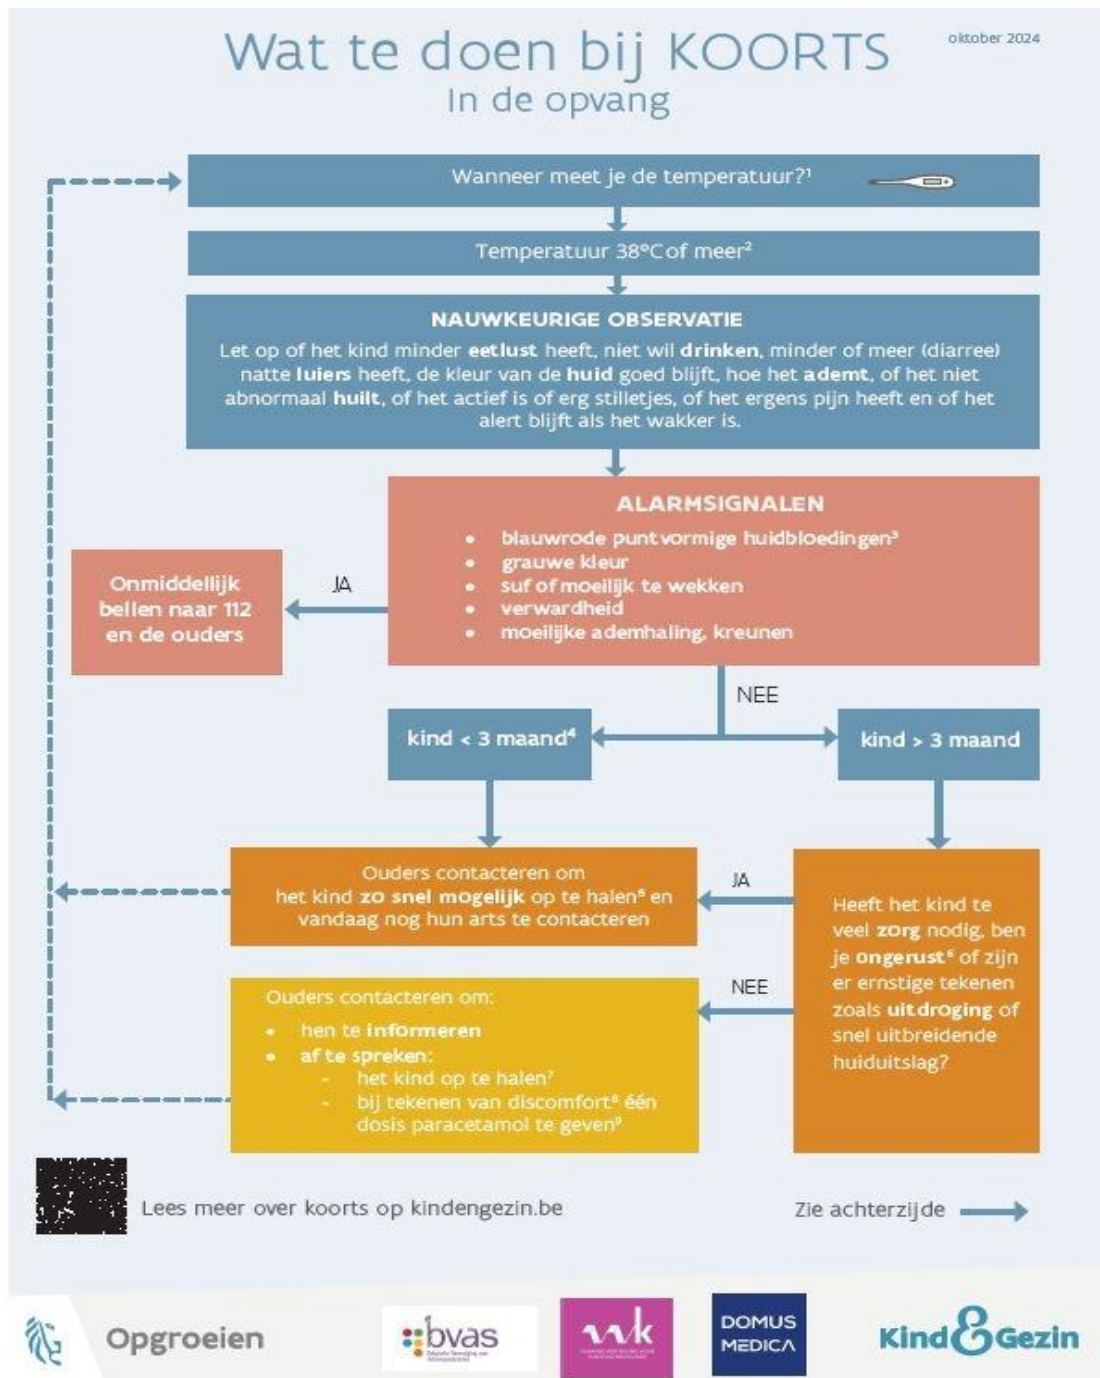 Wat te doen bij KOORTS
oktober 2024
In de opvang
Wanneer meet je de temperatuur?¹
Temperatuur 38°C of meer²
NAUWKEURIGE OBSERVATIE
Let op of het kind minder eetlust heeft, niet wil drinken, minder of meer (diarree)
natte luiers heeft, de kleur van de huid goed blijft, hoe het ademt, of het niet
abnormaal huilt, of het actief is of erg stilletjes, of het ergens pijn heeft en of het
alert blijft als het wakker is.
ALARMSIGNALEN
• blauwrode puntvormige huidbloedingen³
• grauwe kleur
• suf of moeilijk te wekken
• verwardheid
• moeilijke ademhaling, kreunen
JA
Onmiddellijk
bellen naar 112
en de ouders
NEE
kind < 3 maand⁴
kind > 3 maand
Ouders contacteren om
het kind zo snel mogelijk op te halen⁵ en
vandaag nog hun arts te contacteren
JA
Heeft het kind te
veel zorg nodig, ben
je ongerust⁶ of zijn
er ernstige tekenen
zoals uitdroging of
snel uitbreidende
huiduitslag?
NEE
Ouders contacteren om:
• hen te informeren
• af te spreken:
- het kind op te halen⁷
- bij tekenen van discomfort⁸ één
dosis paracetamol te geven⁹
Lees meer over koorts op kindengezin.be
Zie achterzijde
Opgroeien
bvas
vvk
DOMUS
MEDICA
Kind & Gezin